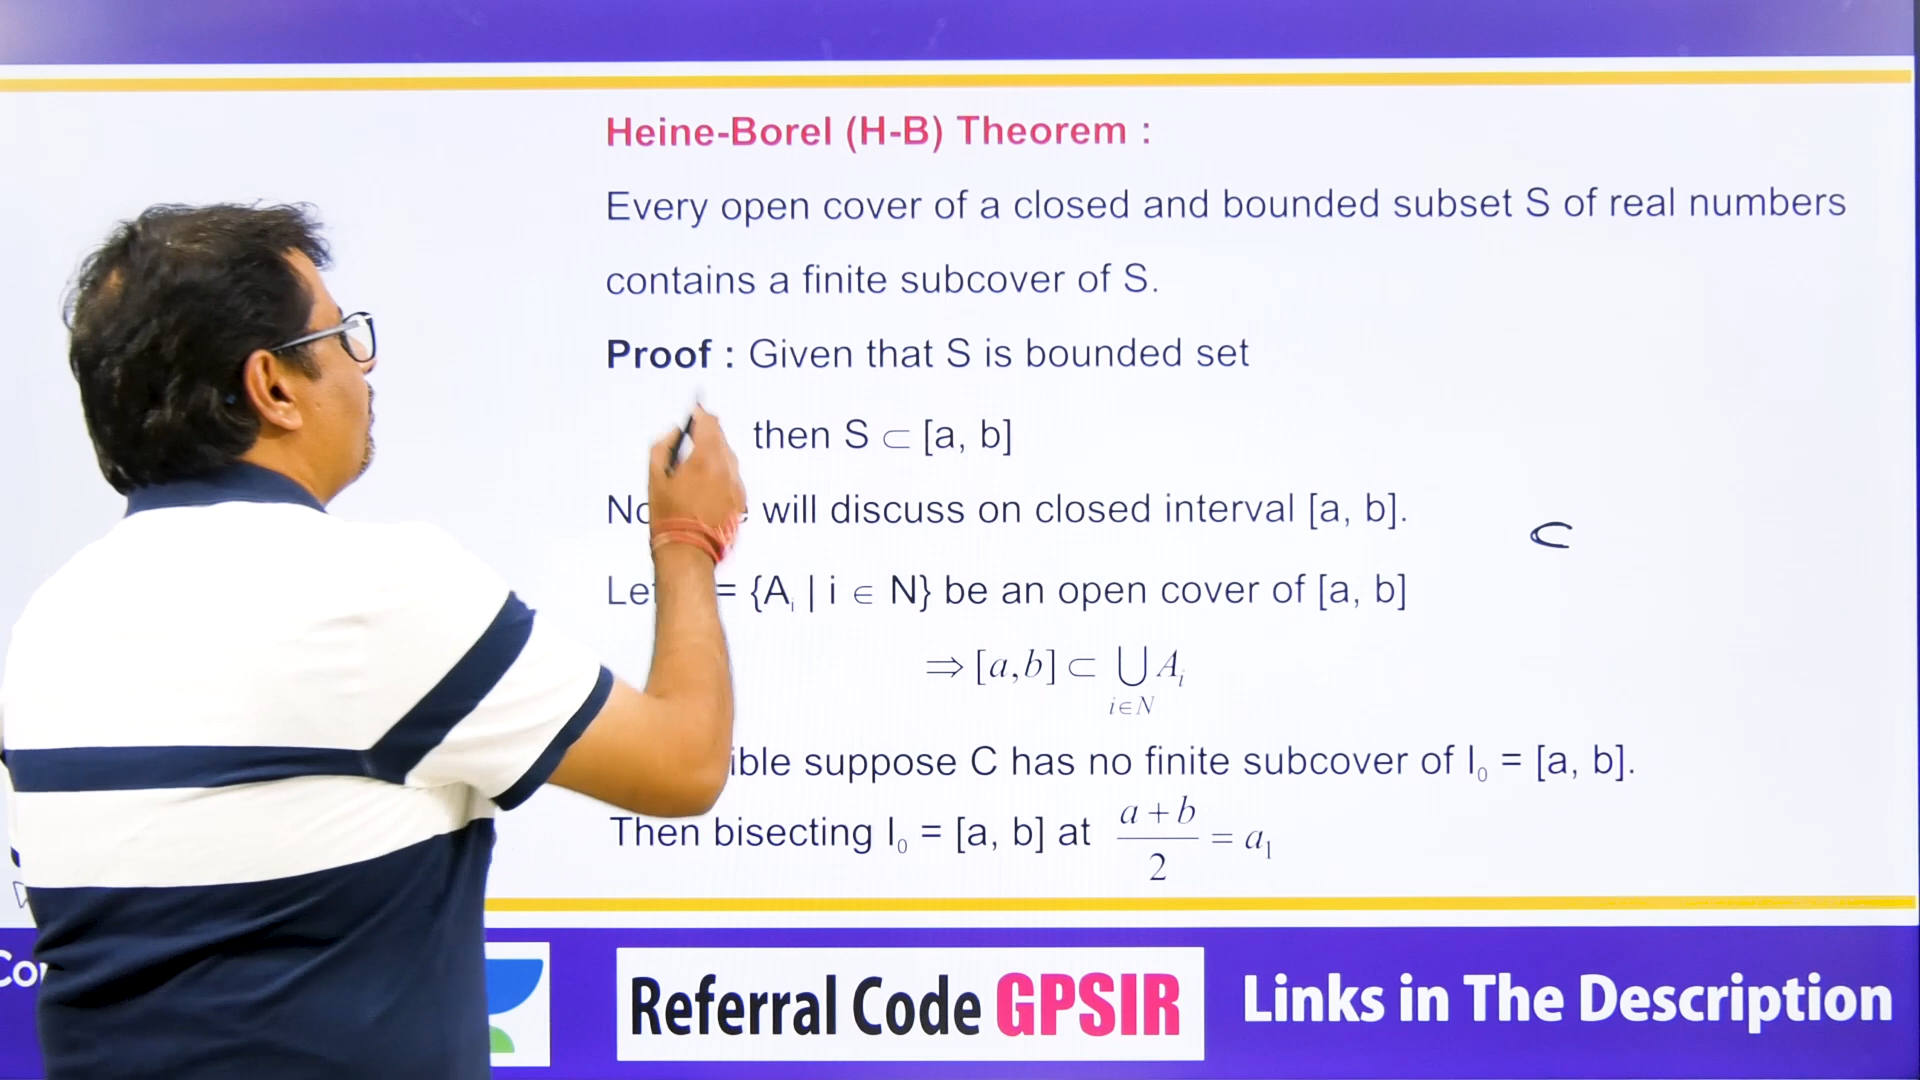 Heine-Borel (H-B) Theorem :
Every open cover of a closed and bounded subset S of real numbers
contains a finite subcover of S.
Proof : Given that S is bounded set
then S ⊂ [a, b]
will discuss on closed interval [a, b].
= {Aᵢ | i ∈ N} be an open cover of [a, b]
⇒ [a,b] ⊂ ⋃ Aᵢ
i∈N
suppose C has no finite subcover of I₀ = [a, b].
Then bisecting I₀ = [a, b] at (a + b)/2 = a₁
⊂
Referral Code GPSIR
Links in The Description